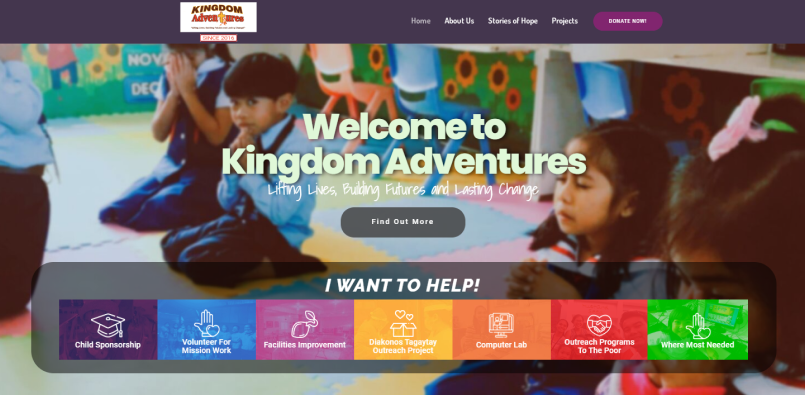 KINGDOM
Adventures
SINCE 2016
Home
About Us
Stories of Hope
Projects
DONATE NOW!
NOV
DEC
Welcome to
Kingdom Adventures
Lifting Lives, Building Futures and Lasting Change
Find Out More
I WANT TO HELP!
Child Sponsorship
Volunteer For
Mission Work
Facilities Improvement
Diakonos Tagaytay
Outreach Project
Computer Lab
Outreach Programs
To The Poor
Where Most Needed